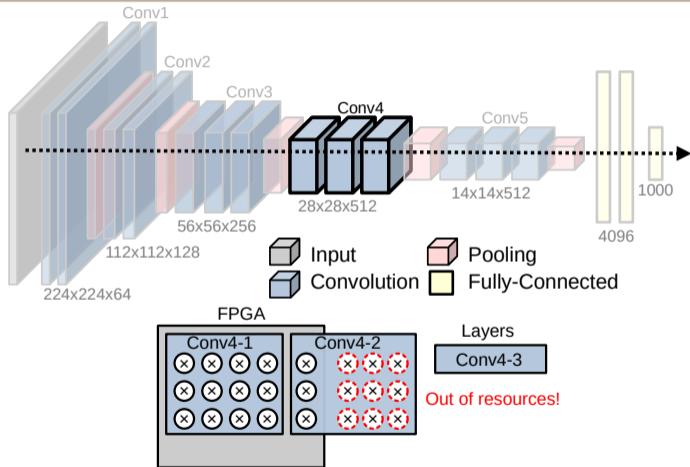 Conv1
Conv2
Conv3
Conv4
Conv5
224x224x64
112x112x128
56x56x256
28x28x512
14x14x512
4096
1000
Input
Pooling
Convolution
Fully-Connected
FPGA
Conv4-1
Conv4-2
Layers
Conv4-3
Out of resources!